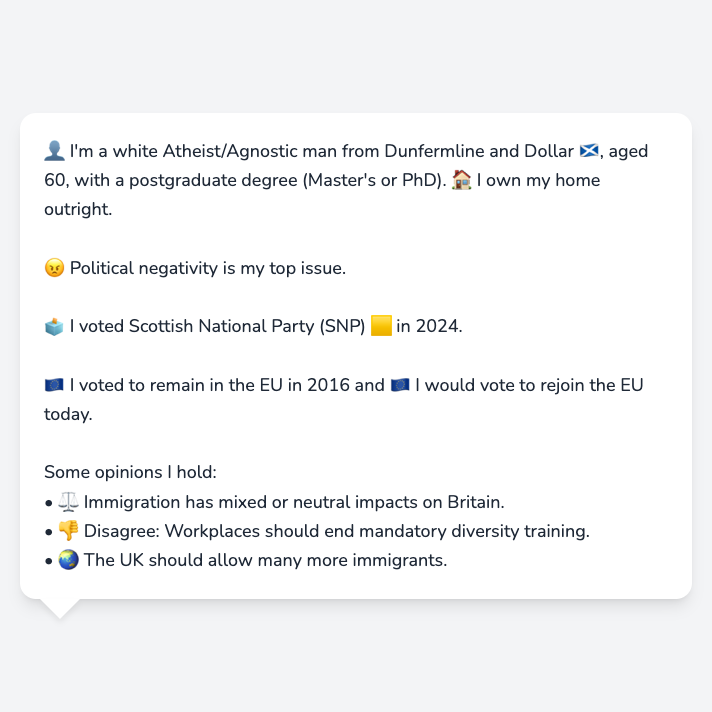 👤 I'm a white Atheist/Agnostic man from Dunfermline and Dollar 🏴󠁧󠁢󠁳󠁣󠁴󠁿, aged
60, with a postgraduate degree (Master's or PhD). 🏠 I own my home
outright.
😠 Political negativity is my top issue.
🗳️ I voted Scottish National Party (SNP) 🟨 in 2024.
🇪🇺 I voted to remain in the EU in 2016 and 🇪🇺 I would vote to rejoin the EU
today.
Some opinions I hold:
• ⚖️ Immigration has mixed or neutral impacts on Britain.
• 👎 Disagree: Workplaces should end mandatory diversity training.
• 🌏 The UK should allow many more immigrants.